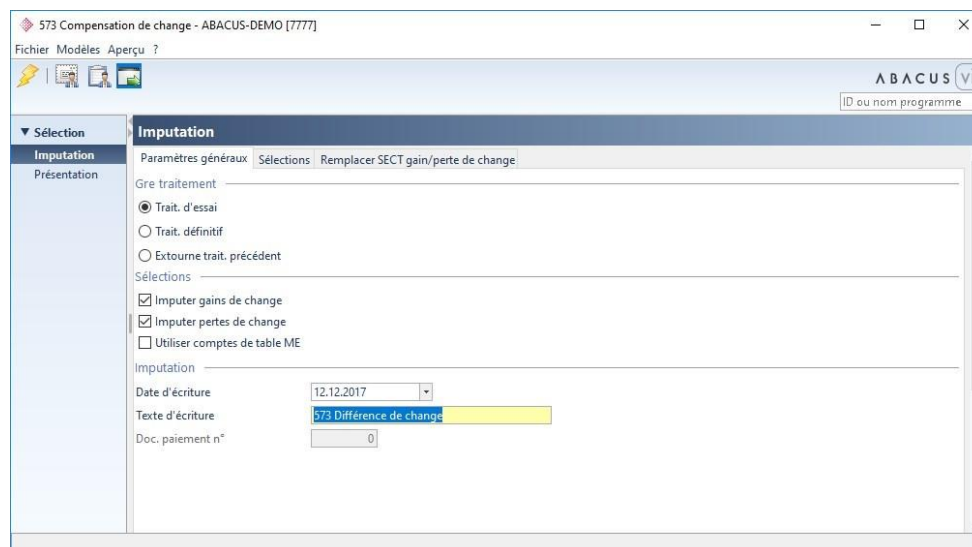 573 Compensation de change - ABACUS-DEMO [7777]
Fichier Modèles Aperçu ?
ABACUS V
ID ou nom programme
Sélection
Imputation
Présentation
Imputation
Paramètres généraux Sélections Remplacer SECT gain/perte de change
Gre traitement
Trait. d'essai
Trait. définitif
Extourne trait. précédent
Sélections
Imputer gains de change
Imputer pertes de change
Utiliser comptes de table ME
Imputation
Date d'écriture 12.12.2017
Texte d'écriture 573 Différence de change
Doc. paiement n° 0